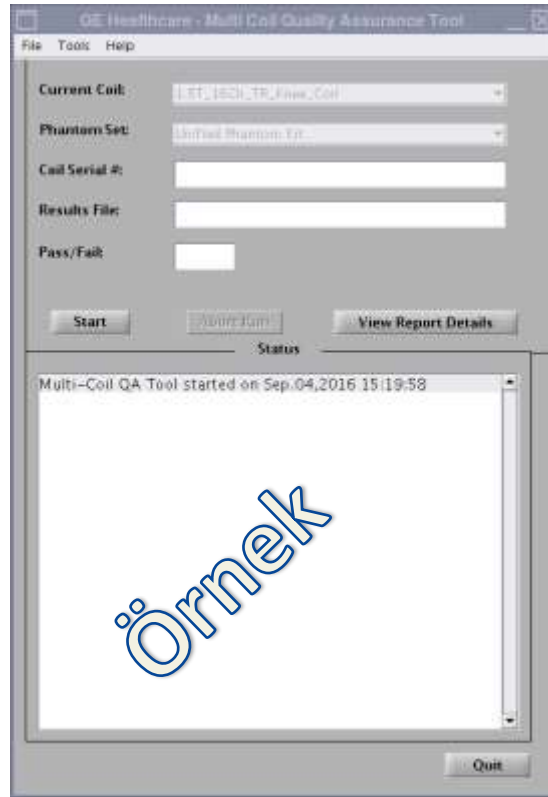 GE Healthcare - Multi Coil Quality Assurance Tool
File Tools Help
Current Coil:
1.5T_16Ch_TR_Knee_Coil
Phantom Set:
Unified Phantom Kit
Coil Serial #:
Results File:
Pass/Fail:
Start Abort Run View Report Details
Status
Multi-Coil QA Tool started on Sep.04,2016 15:19:58
Örnek
Quit